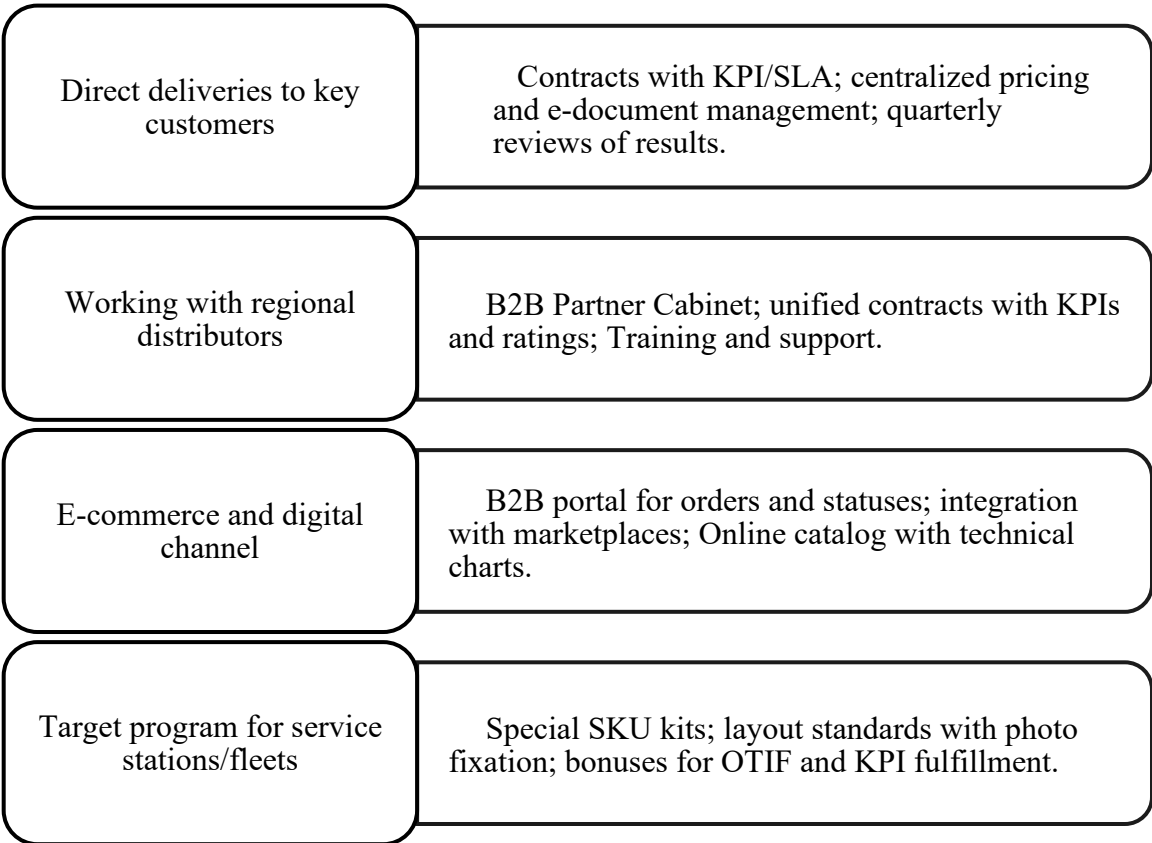 Direct deliveries to key
customers
Contracts with KPI/SLA; centralized pricing
and e-document management; quarterly
reviews of results.
Working with regional
distributors
B2B Partner Cabinet; unified contracts with KPIs
and ratings; Training and support.
E-commerce and digital
channel
B2B portal for orders and statuses; integration
with marketplaces; Online catalog with technical
charts.
Target program for service
stations/fleets
Special SKU kits; layout standards with photo
fixation; bonuses for OTIF and KPI fulfillment.